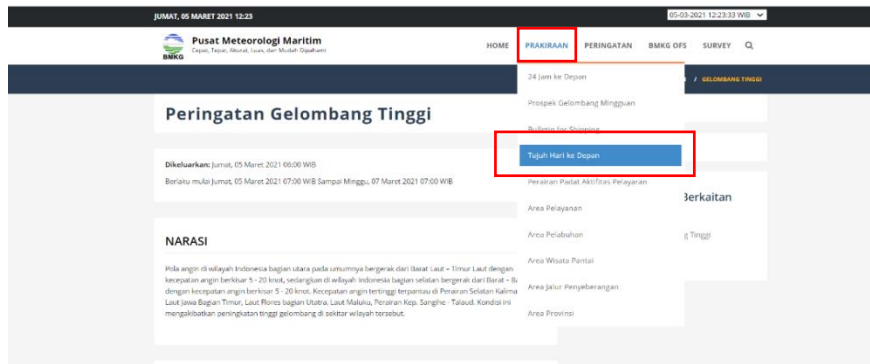 JUMAT, 05 MARET 2021 12:23
05-03-2021 12:23:33 WIB
BMKG
Pusat Meteorologi Maritim
Cepat, Tepat, Akurat, Luas, dan Mudah Dipahami
HOME PRAKIRAAN PERINGATAN BMKG OFS SURVEY
/ GELOMBANG TINGGI
24 Jam ke Depan
Prospek Gelombang Mingguan
Bulletin for Shipping
Tujuh Hari ke Depan
Perairan Padat Aktifitas Pelayaran
Area Pelayanan
Area Pelabuhan
Area Wisata Pantai
Area Jalur Penyeberangan
Area Provinsi
Peringatan Gelombang Tinggi
Dikeluarkan: Jumat, 05 Maret 2021 06:00 WIB
Berlaku mulai Jumat, 05 Maret 2021 07:00 WIB Sampai Minggu, 07 Maret 2021 07:00 WIB
Berkaitan
g Tinggi
NARASI
Pola angin di wilayah Indonesia bagian utara pada umumnya bergerak dari Barat Laut - Timur Laut dengan
kecepatan angin berkisar 5 - 20 knot, sedangkan di wilayah Indonesia bagian selatan bergerak dari Barat - Ba
dengan kecepatan angin berkisar 5 - 20 knot. Kecepatan angin tertinggi terpantau di Perairan Selatan Kalima
Laut Jawa Bagian Timur, Laut Flores bagian Utatra, Laut Maluku, Perairan Kep. Sangihe - Talaud. Kondisi ini
mengakibatkan peningkatan tinggi gelombang di sekitar wilayah tersebut.